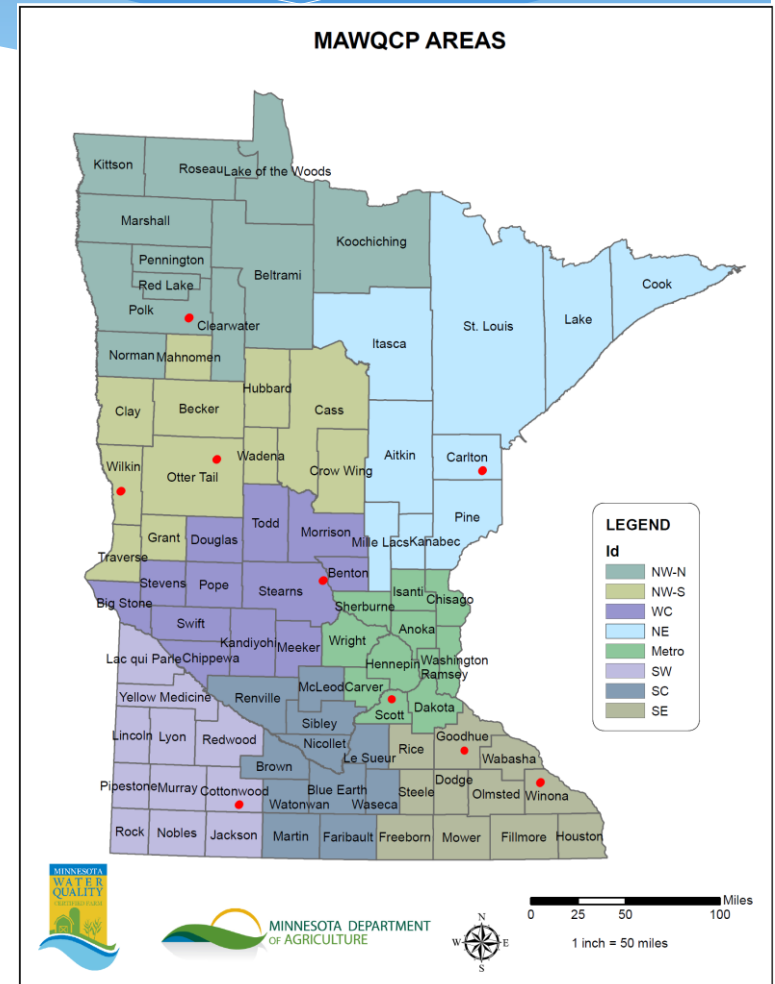 MAWQCP AREAS
Kittson
Roseau
Lake of the Woods
Marshall
Koochiching
Pennington
Beltrami
Red Lake
Polk
Clearwater
Cook
St. Louis
Lake
Itasca
Norman
Mahnomen
Hubbard
Clay
Becker
Cass
Aitkin
Carlton
Wilkin
Otter Tail
Wadena
Crow Wing
Pine
Todd
Morrison
Grant
Douglas
Mille Lacs
Kanabec
Traverse
Stevens
Pope
Stearns
Benton
Isanti
Chisago
Big Stone
Sherburne
Swift
Anoka
Wright
Kandiyohi
Meeker
Hennepin
Washington
Ramsey
Lac qui Parle
Chippewa
McLeod
Carver
Yellow Medicine
Renville
Scott
Dakota
Sibley
Lincoln
Lyon
Redwood
Nicollet
Le Sueur
Rice
Goodhue
Wabasha
Brown
Pipestone
Murray
Cottonwood
Watonwan
Blue Earth
Waseca
Steele
Dodge
Olmsted
Winona
Rock
Nobles
Jackson
Martin
Faribault
Freeborn
Mower
Fillmore
Houston
LEGEND
Id
NW-N
NW-S
WC
NE
Metro
SW
SC
SE
MINNESOTA
WATER
QUALITY
CERTIFIED FARM
MINNESOTA DEPARTMENT
OF AGRICULTURE
N
W
E
S
Miles
0 25 50 100
1 inch = 50 miles